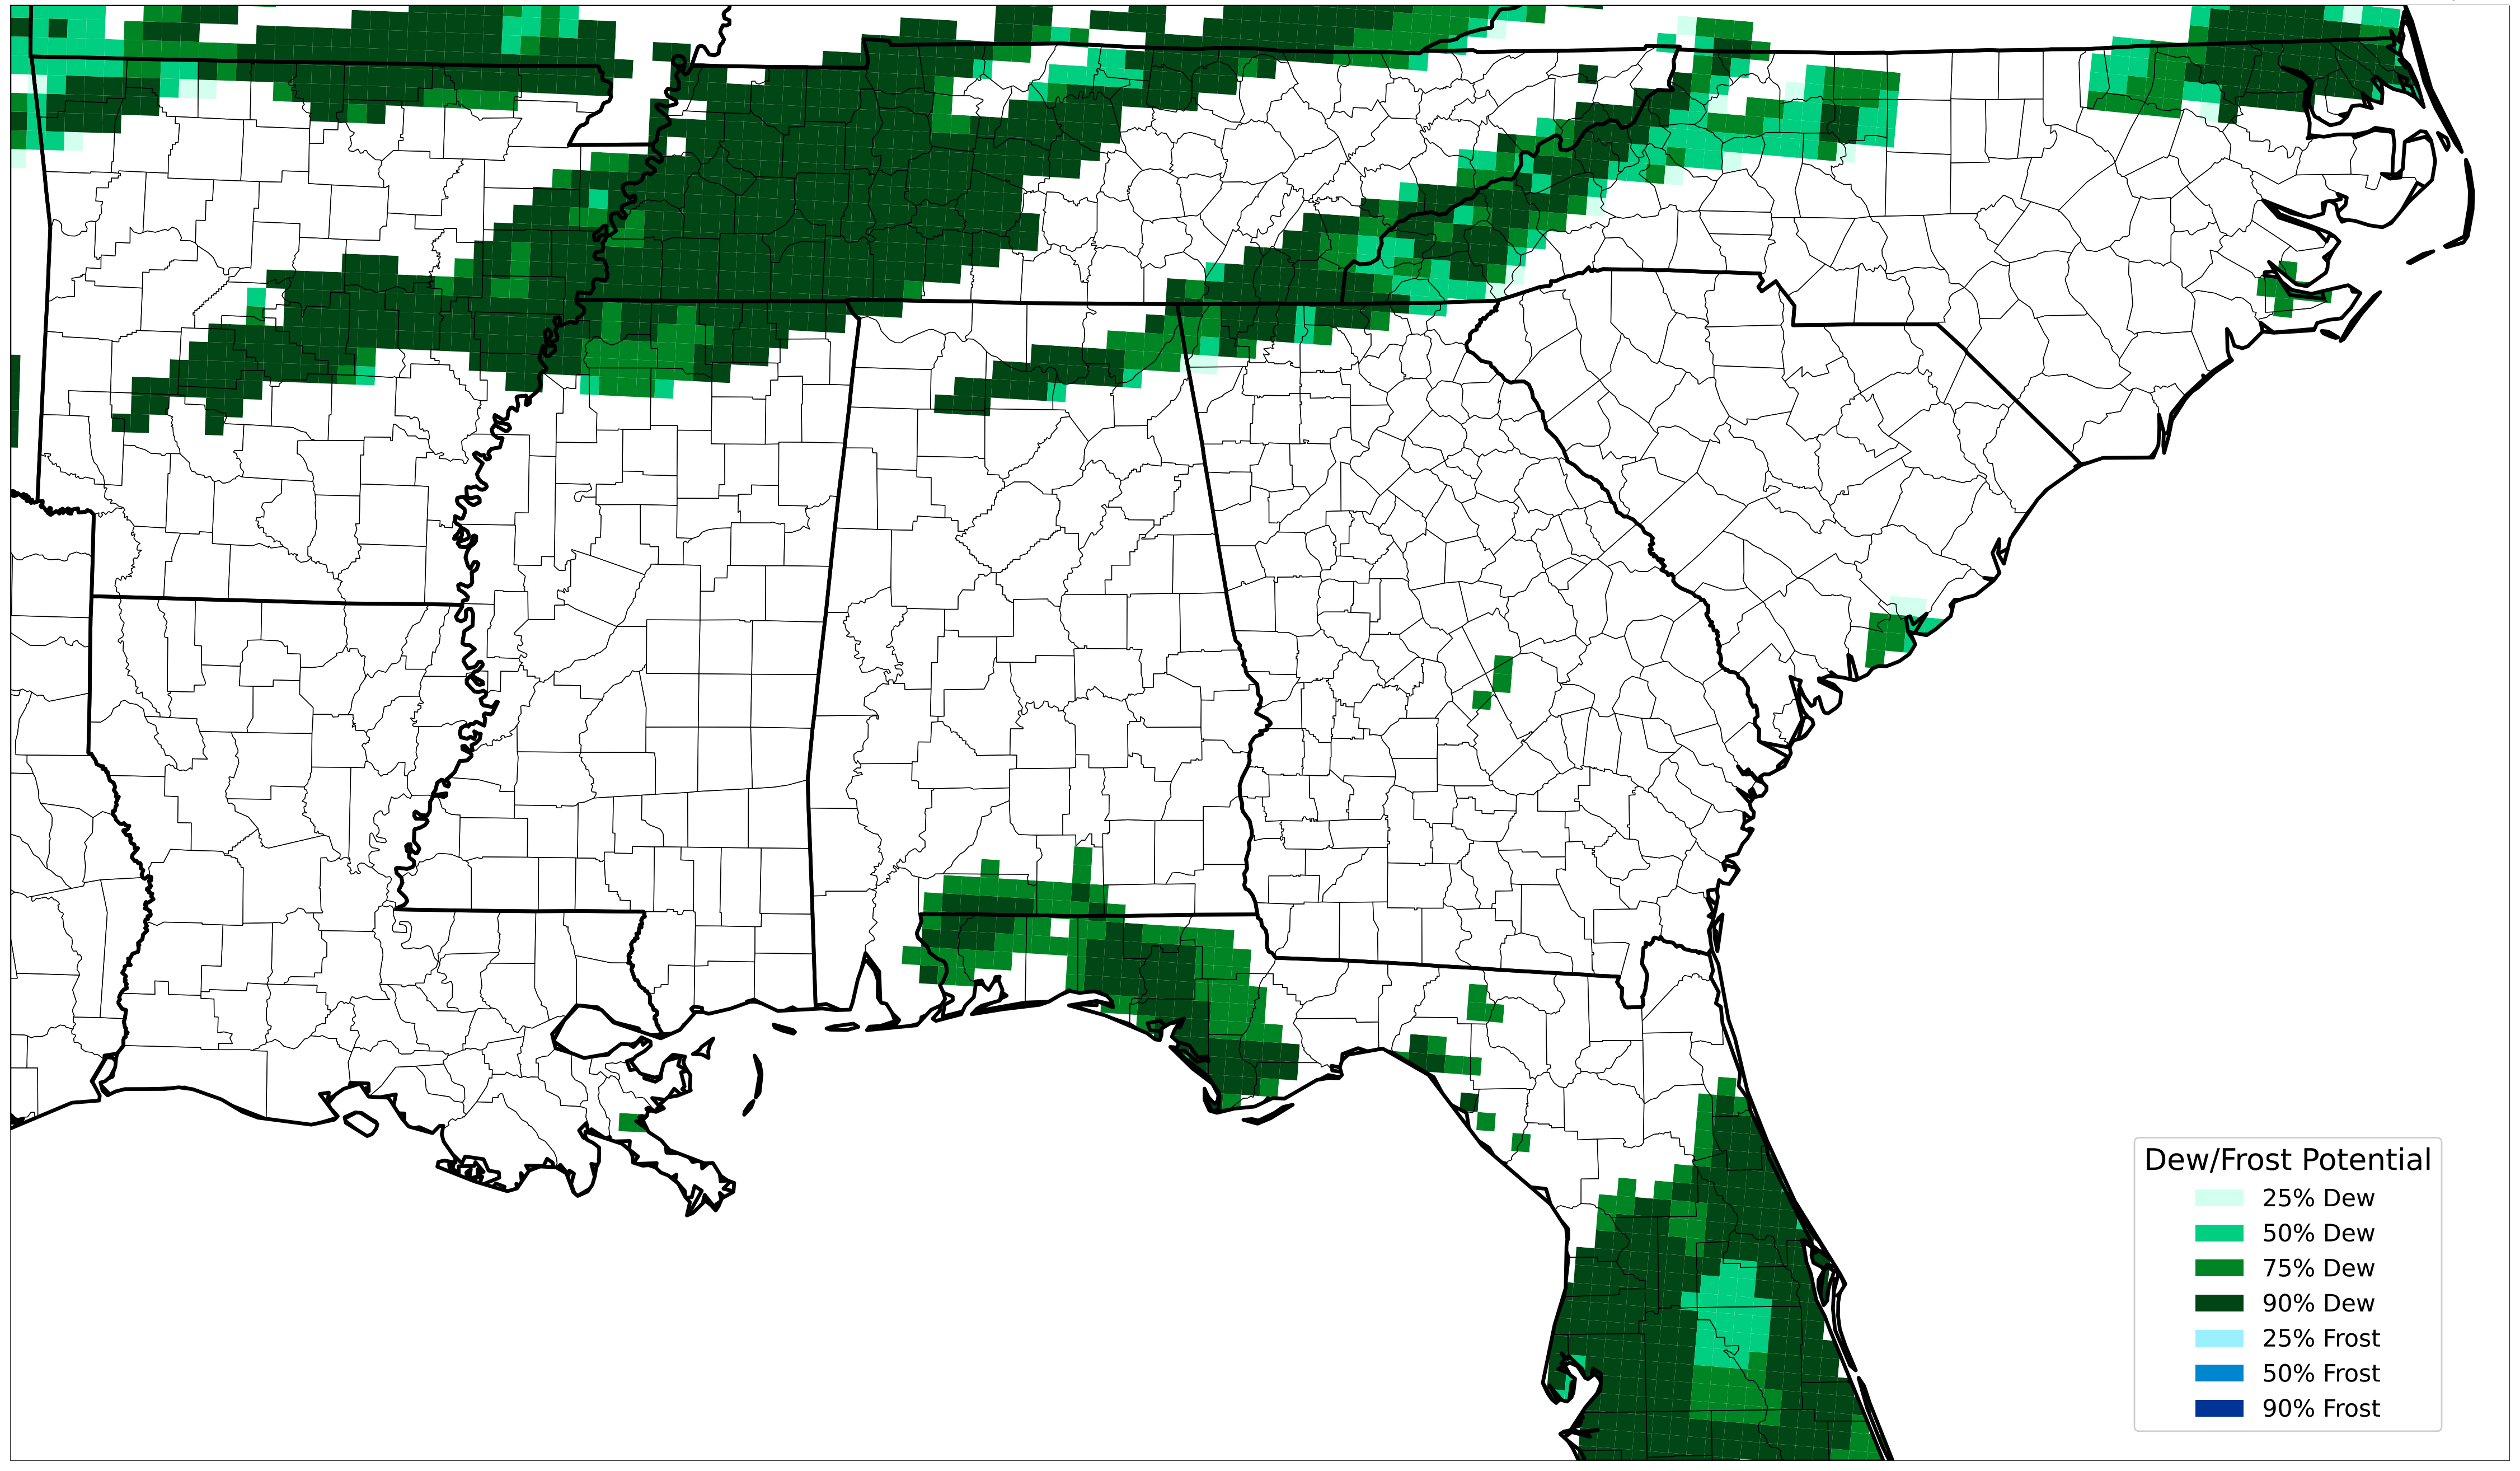 Dew/Frost Potential
25% Dew
50% Dew
75% Dew
90% Dew
25% Frost
50% Frost
90% Frost